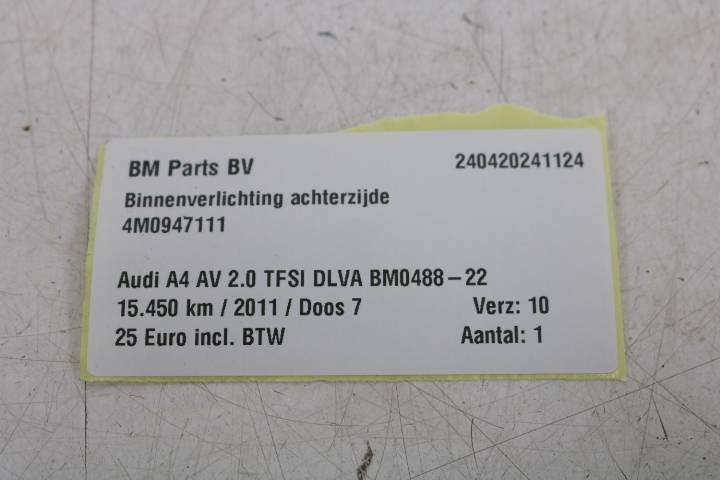 BM Parts BV 240420241124
Binnenverlichting achterzijde
4M0947111
Audi A4 AV 2.0 TFSI DLVA BM0488-22
15.450 km / 2011 / Doos 7 Verz: 10
25 Euro incl. BTW Aantal: 1